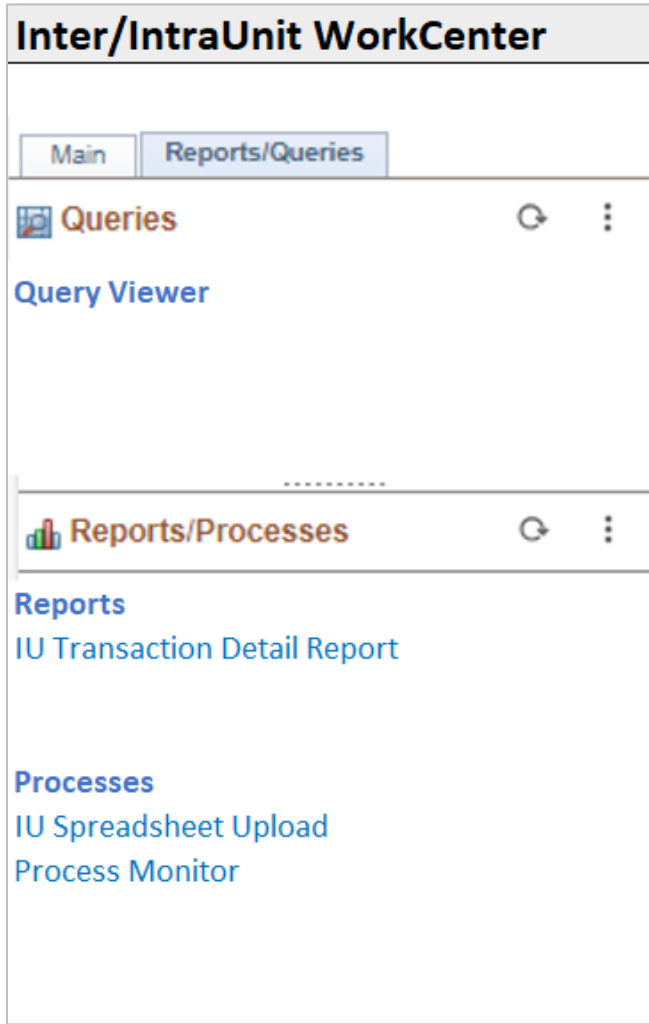 Inter/IntraUnit WorkCenter
Main
Reports/Queries
Queries
Query Viewer
Reports/Processes
Reports
IU Transaction Detail Report
Processes
IU Spreadsheet Upload
Process Monitor